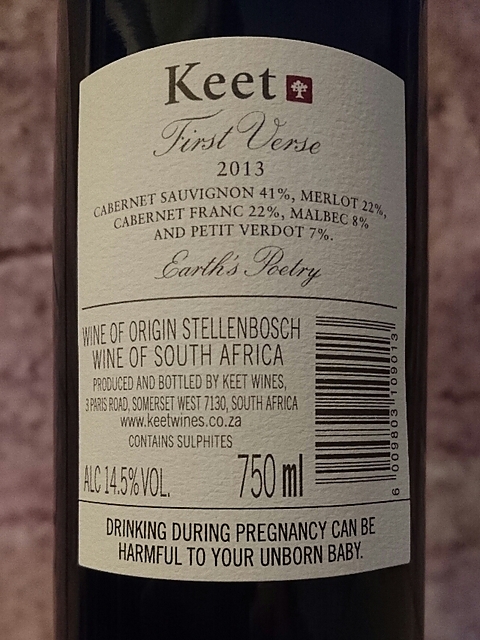 Keet
First Verse
2013
CABERNET SAUVIGNON 41%, MERLOT 22%,
CABERNET FRANC 22%, MALBEC 8%
AND PETIT VERDOT 7%.
Earth's Poetry
WINE OF ORIGIN STELLENBOSCH
WINE OF SOUTH AFRICA
PRODUCED AND BOTTLED BY KEET WINES,
3 PARIS ROAD, SOMERSET WEST 7130, SOUTH AFRICA
www.keetwines.co.za
CONTAINS SULPHITES
ALC 14.5% VOL. 750 ml
6 009803 109013
DRINKING DURING PREGNANCY CAN BE
HARMFUL TO YOUR UNBORN BABY.